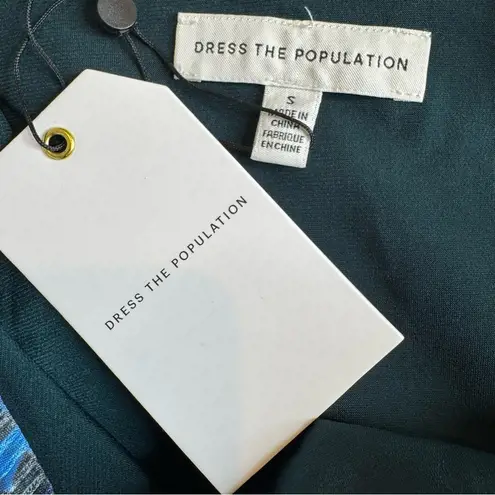 DRESS THE POPULATION
S
MADE IN
CHINA
FABRIQUE
EN CHINE
DRESS THE POPULATION